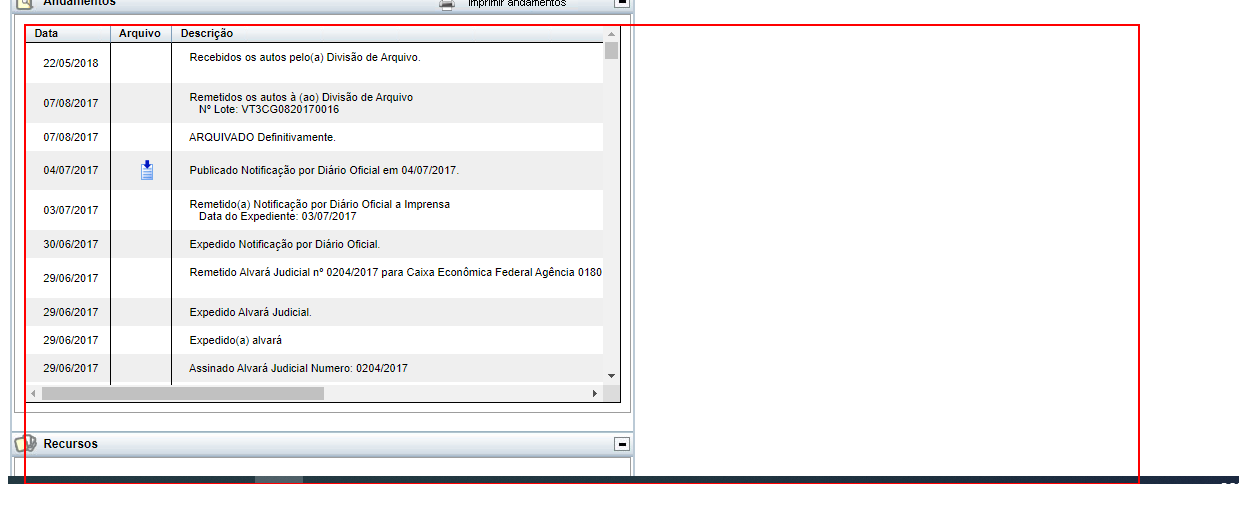 Andamentos
Imprimir andamentos
Data Arquivo Descrição
22/05/2018 Recebidos os autos pelo(a) Divisão de Arquivo.
07/08/2017 Remetidos os autos à (ao) Divisão de Arquivo
Nº Lote: VT3CG0820170016
07/08/2017 ARQUIVADO Definitivamente.
04/07/2017 Publicado Notificação por Diário Oficial em 04/07/2017.
03/07/2017 Remetido(a) Notificação por Diário Oficial a Imprensa
Data do Expediente: 03/07/2017
30/06/2017 Expedido Notificação por Diário Oficial.
29/06/2017 Remetido Alvará Judicial nº 0204/2017 para Caixa Econômica Federal Agência 0180
29/06/2017 Expedido Alvará Judicial.
29/06/2017 Expedido(a) alvará
29/06/2017 Assinado Alvará Judicial Numero: 0204/2017
Recursos